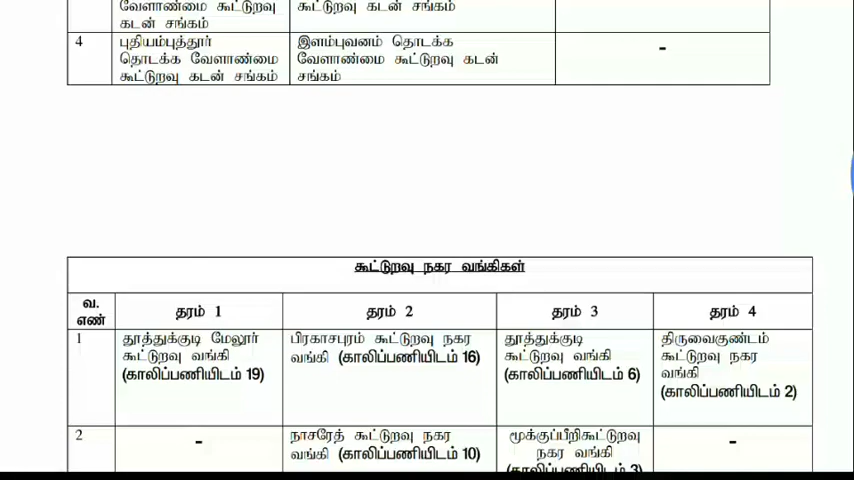 வேளாண்மை கூட்டுறவு
கடன் சங்கம்
கூட்டுறவு கடன் சங்கம்
4
புதியம்புத்தூர்
தொடக்க வேளாண்மை
கூட்டுறவு கடன் சங்கம்
இளம்புவனம் தொடக்க
வேளாண்மை கூட்டுறவு கடன்
சங்கம்
-
கூட்டுறவு நகர வங்கிகள்
வ.
எண்
தரம் 1
தரம் 2
தரம் 3
தரம் 4
1
தூத்துக்குடி மேலூர்
கூட்டுறவு வங்கி
(காலிப்பணியிடம் 19)
பிரகாசபுரம் கூட்டுறவு நகர
வங்கி (காலிப்பணியிடம் 16)
தூத்துக்குடி
கூட்டுறவு வங்கி
(காலிப்பணியிடம் 6)
திருவைகுண்டம்
கூட்டுறவு நகர
வங்கி
(காலிப்பணியிடம் 2)
2
-
நாசரேத் கூட்டுறவு நகர
வங்கி (காலிப்பணியிடம் 10)
மூக்குப்பீறிகூட்டுறவு
நகர வங்கி
(காலிப்பணியிடம் 3)
-